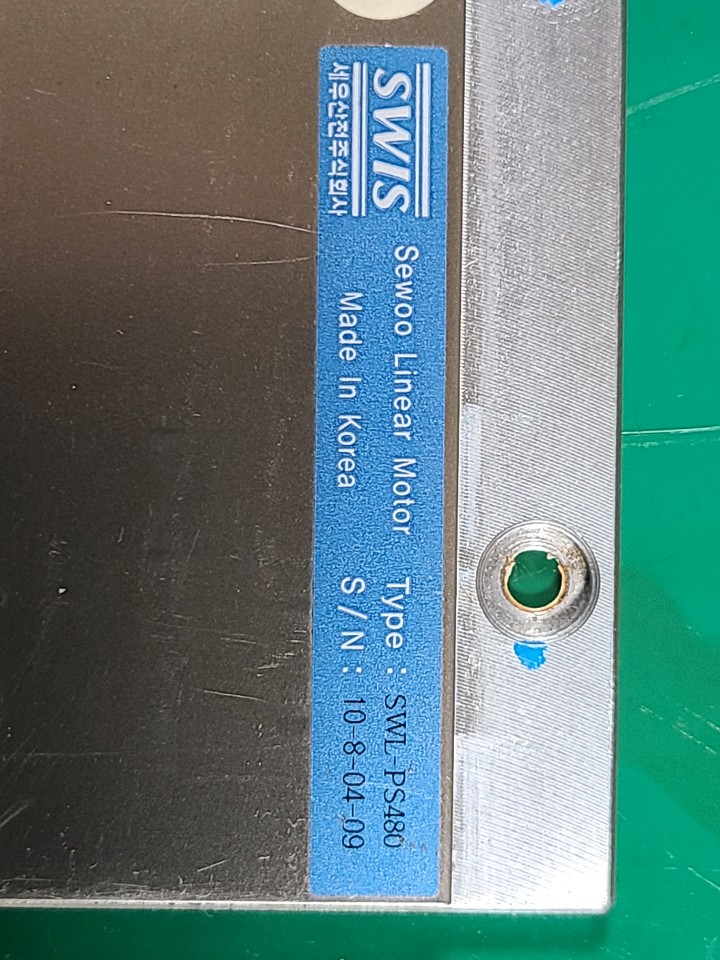 SWIS
세우산전주식회사
Sewoo Linear Motor Type : SWL-PS480
Made In Korea S/N : 10-8-04-09